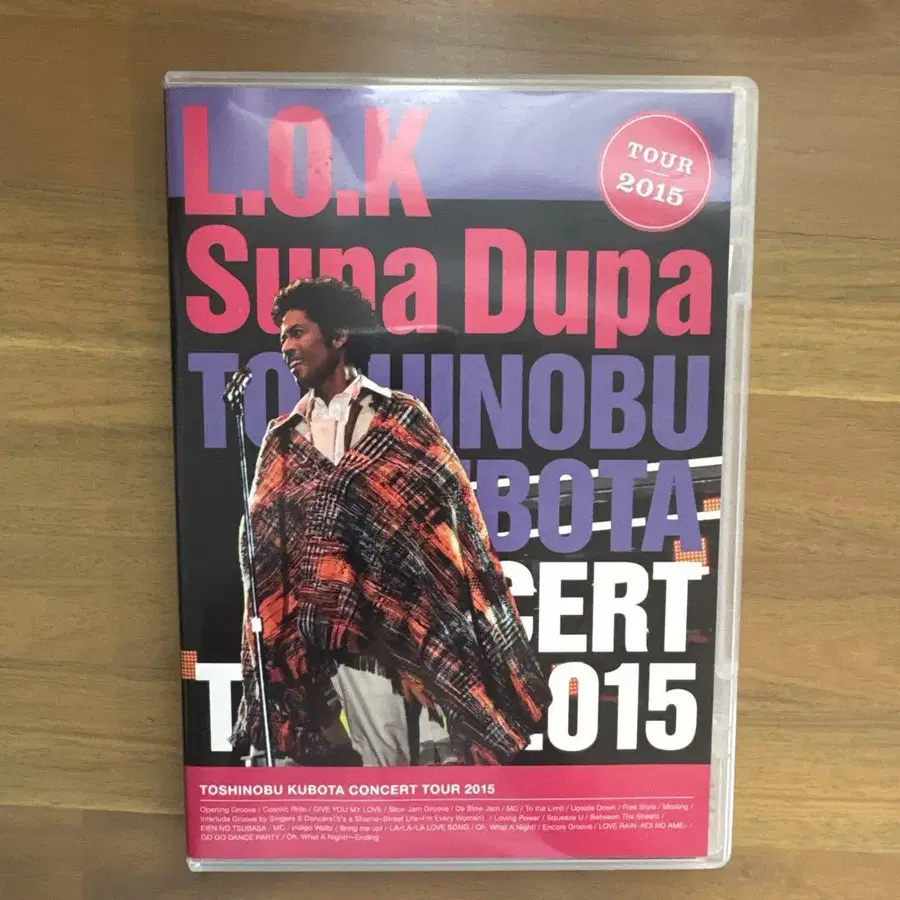 L.O.K
TOUR
2015
Supa Dupa
TOSHINOBU
KUBOTA
CONCERT
TOUR 2015
TOSHINOBU KUBOTA CONCERT TOUR 2015
Opening Groove / Cosmic Ride / GIVE YOU MY LOVE / Slow Jam Groove / Da Slow Jam / MC / To the Limit / Upside Down / Free Style / Missing /
Interlude Groove by Singers & Dancers [It's a Shame~Street Life~I'm Every Woman] / Loving Power / Squeeze U / Between The Sheets /
EIEN NO TSUBASA / MC / Indigo Waltz / Bring me up! / LA・LA・LA LOVE SONG / Oh, What A Night! / Encore Groove / LOVE RAIN ~KOI NO AME~ /
GO GO DANCE PARTY / Oh, What A Night!~Ending